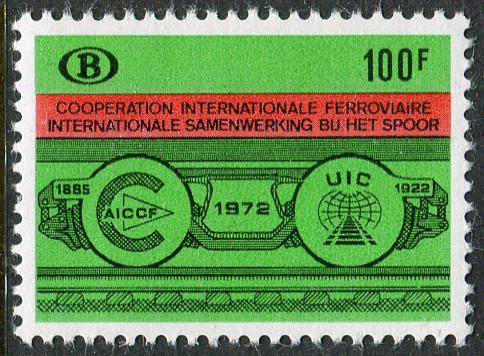 B
100F
COOPERATION INTERNATIONALE FERROVIAIRE
INTERNATIONALE SAMENWERKING BIJ HET SPOOR
1885
AICCF
1972
UIC
1922